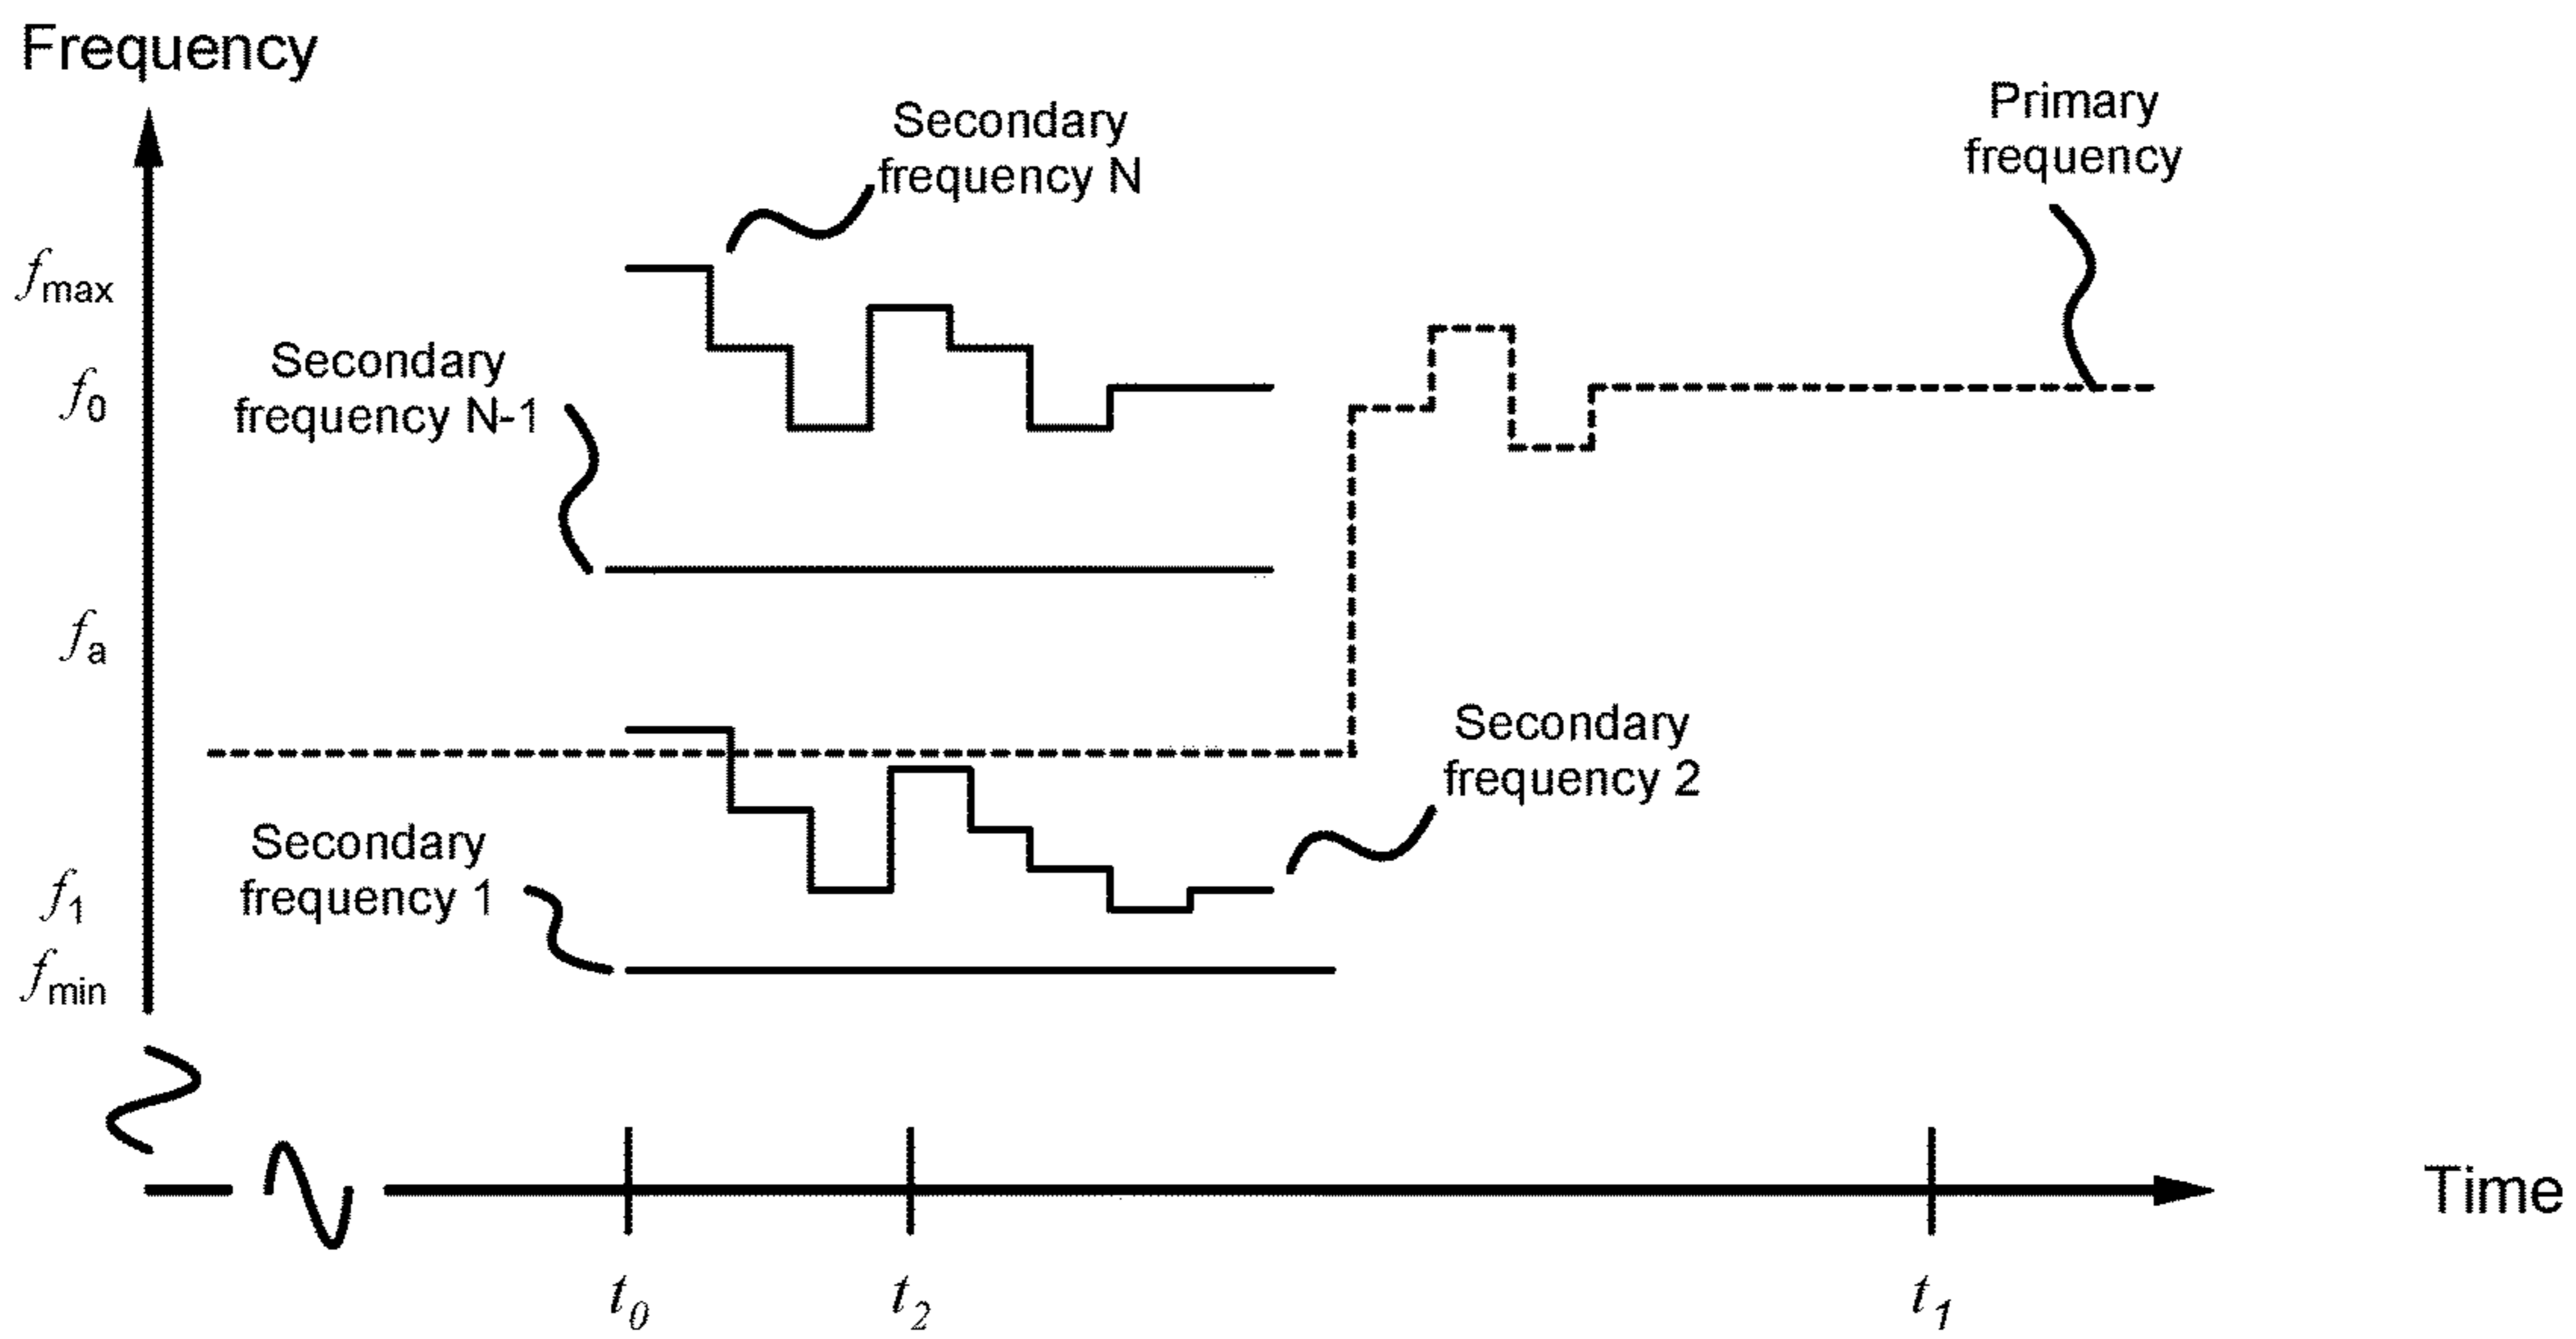 Frequency
Secondary
frequency N
Primary
frequency
fmax
Secondary
frequency N-1
f0
fa
Secondary
frequency 2
Secondary
frequency 1
f1
fmin
Time
t0
t2
t1